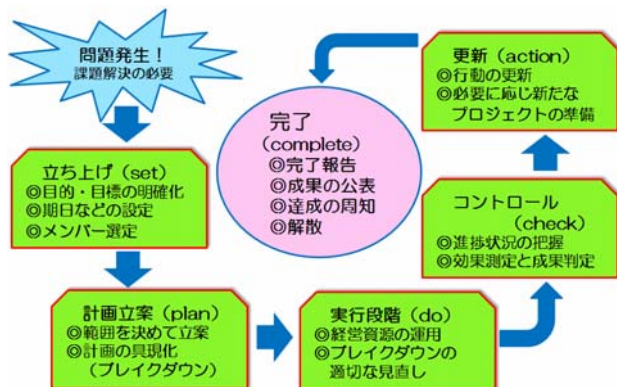 問題発生！
課題解決の必要
立ち上げ（set）
◎目的・目標の明確化
◎期日などの設定
◎メンバー選定
計画立案（plan）
◎範囲を決めて立案
◎計画の具現化
（ブレイクダウン）
実行段階（do）
◎経営資源の運用
◎ブレイクダウンの
適切な見直し
コントロール
（check）
◎進捗状況の把握
◎効果測定と成果判定
更新（action）
◎行動の更新
◎必要に応じ新たな
プロジェクトの準備
完了
（complete）
◎完了報告
◎成果の公表
◎達成の周知
◎解散